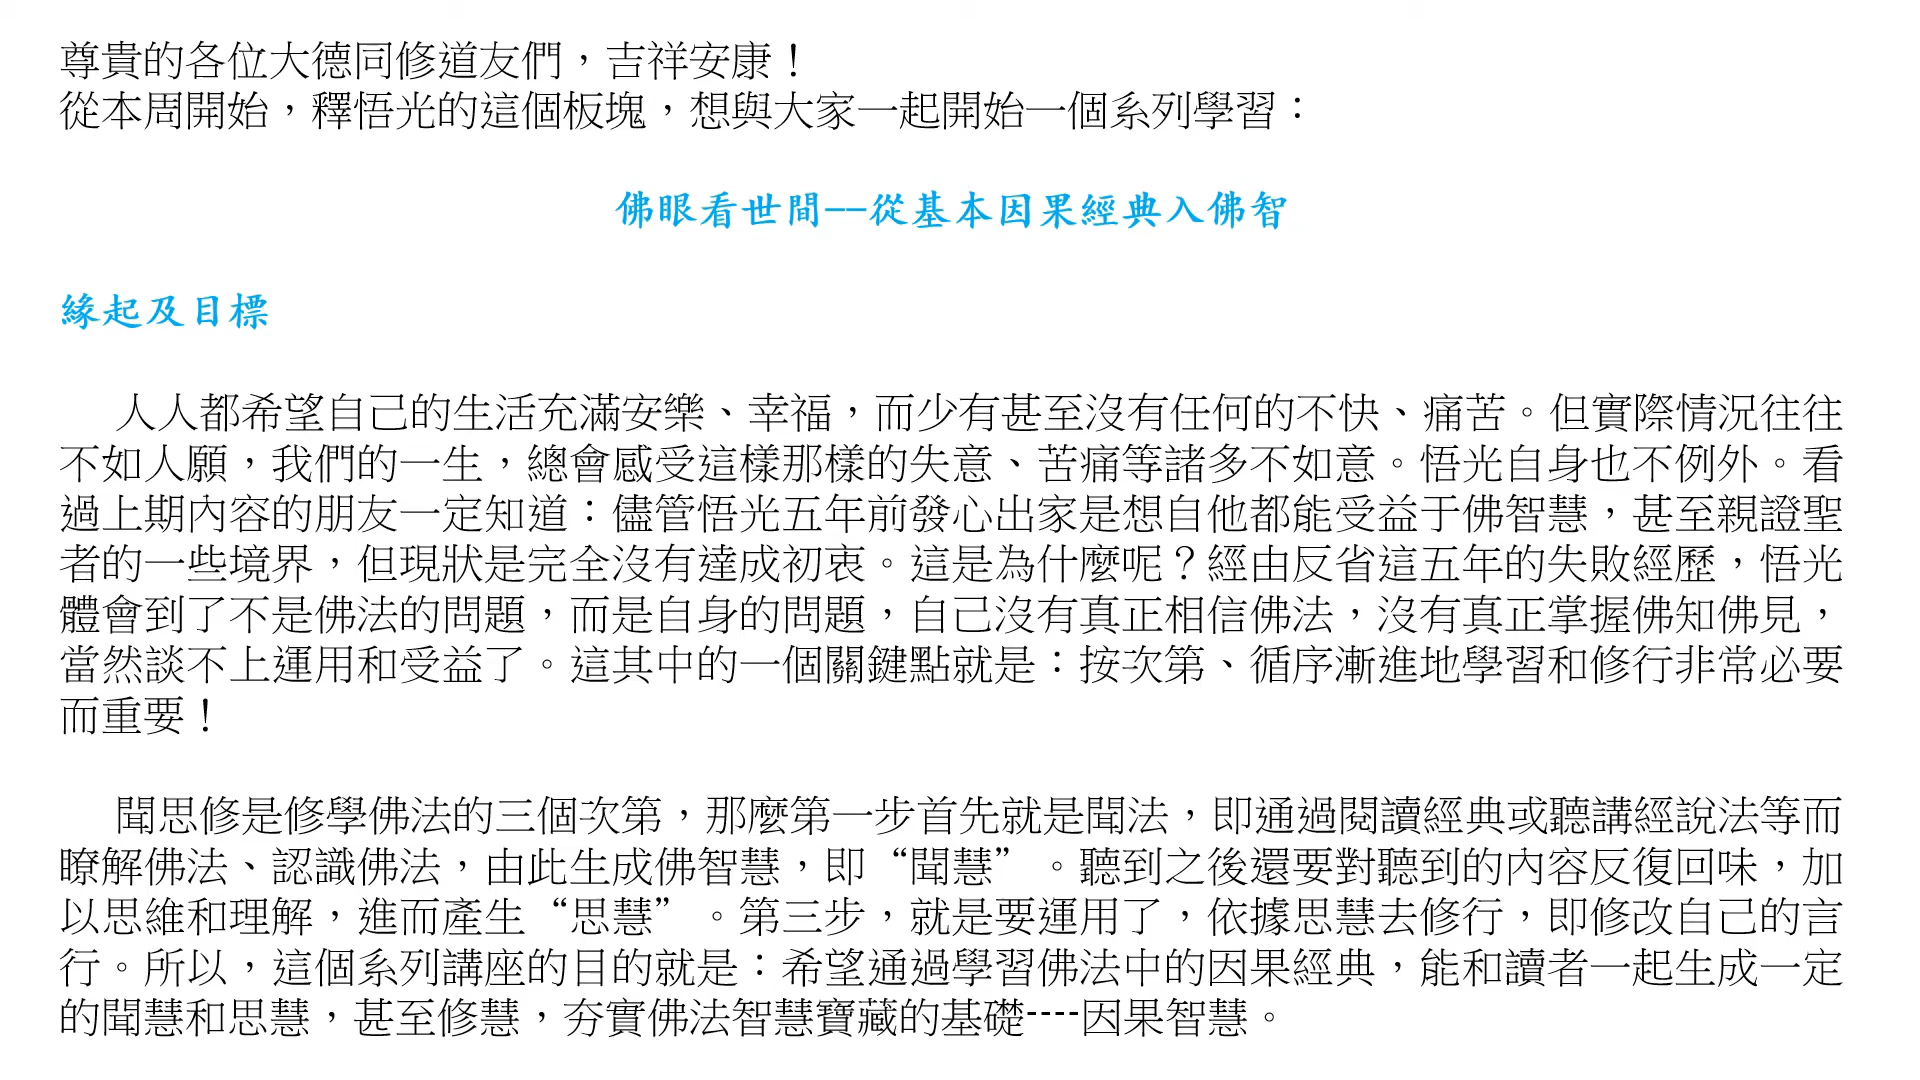 尊貴的各位大德同修道友們，吉祥安康！
從本周開始，釋悟光的這個板塊，想與大家一起開始一個系列學習：
佛眼看世間--從基本因果經典入佛智
緣起及目標
人人都希望自己的生活充滿安樂、幸福，而少有甚至沒有任何的不快、痛苦。但實際情況往往
不如人願，我們的一生，總會感受這樣那樣的失意、苦痛等諸多不如意。悟光自身也不例外。看
過上期內容的朋友一定知道：儘管悟光五年前發心出家是想自他都能受益于佛智慧，甚至親證聖
者的一些境界，但現狀是完全沒有達成初衷。這是為什麼呢？經由反省這五年的失敗經歷，悟光
體會到了不是佛法的問題，而是自身的問題，自己沒有真正相信佛法，沒有真正掌握佛知佛見，
當然談不上運用和受益了。這其中的一個關鍵點就是：按次第、循序漸進地學習和修行非常必要
而重要！
聞思修是修學佛法的三個次第，那麼第一步首先就是聞法，即通過閱讀經典或聽講經說法等而
瞭解佛法、認識佛法，由此生成佛智慧，即“聞慧”。聽到之後還要對聽到的內容反復回味，加
以思維和理解，進而產生“思慧”。第三步，就是要運用了，依據思慧去修行，即修改自己的言
行。所以，這個系列講座的目的就是：希望通過學習佛法中的因果經典，能和讀者一起生成一定
的聞慧和思慧，甚至修慧，夯實佛法智慧寶藏的基礎----因果智慧。